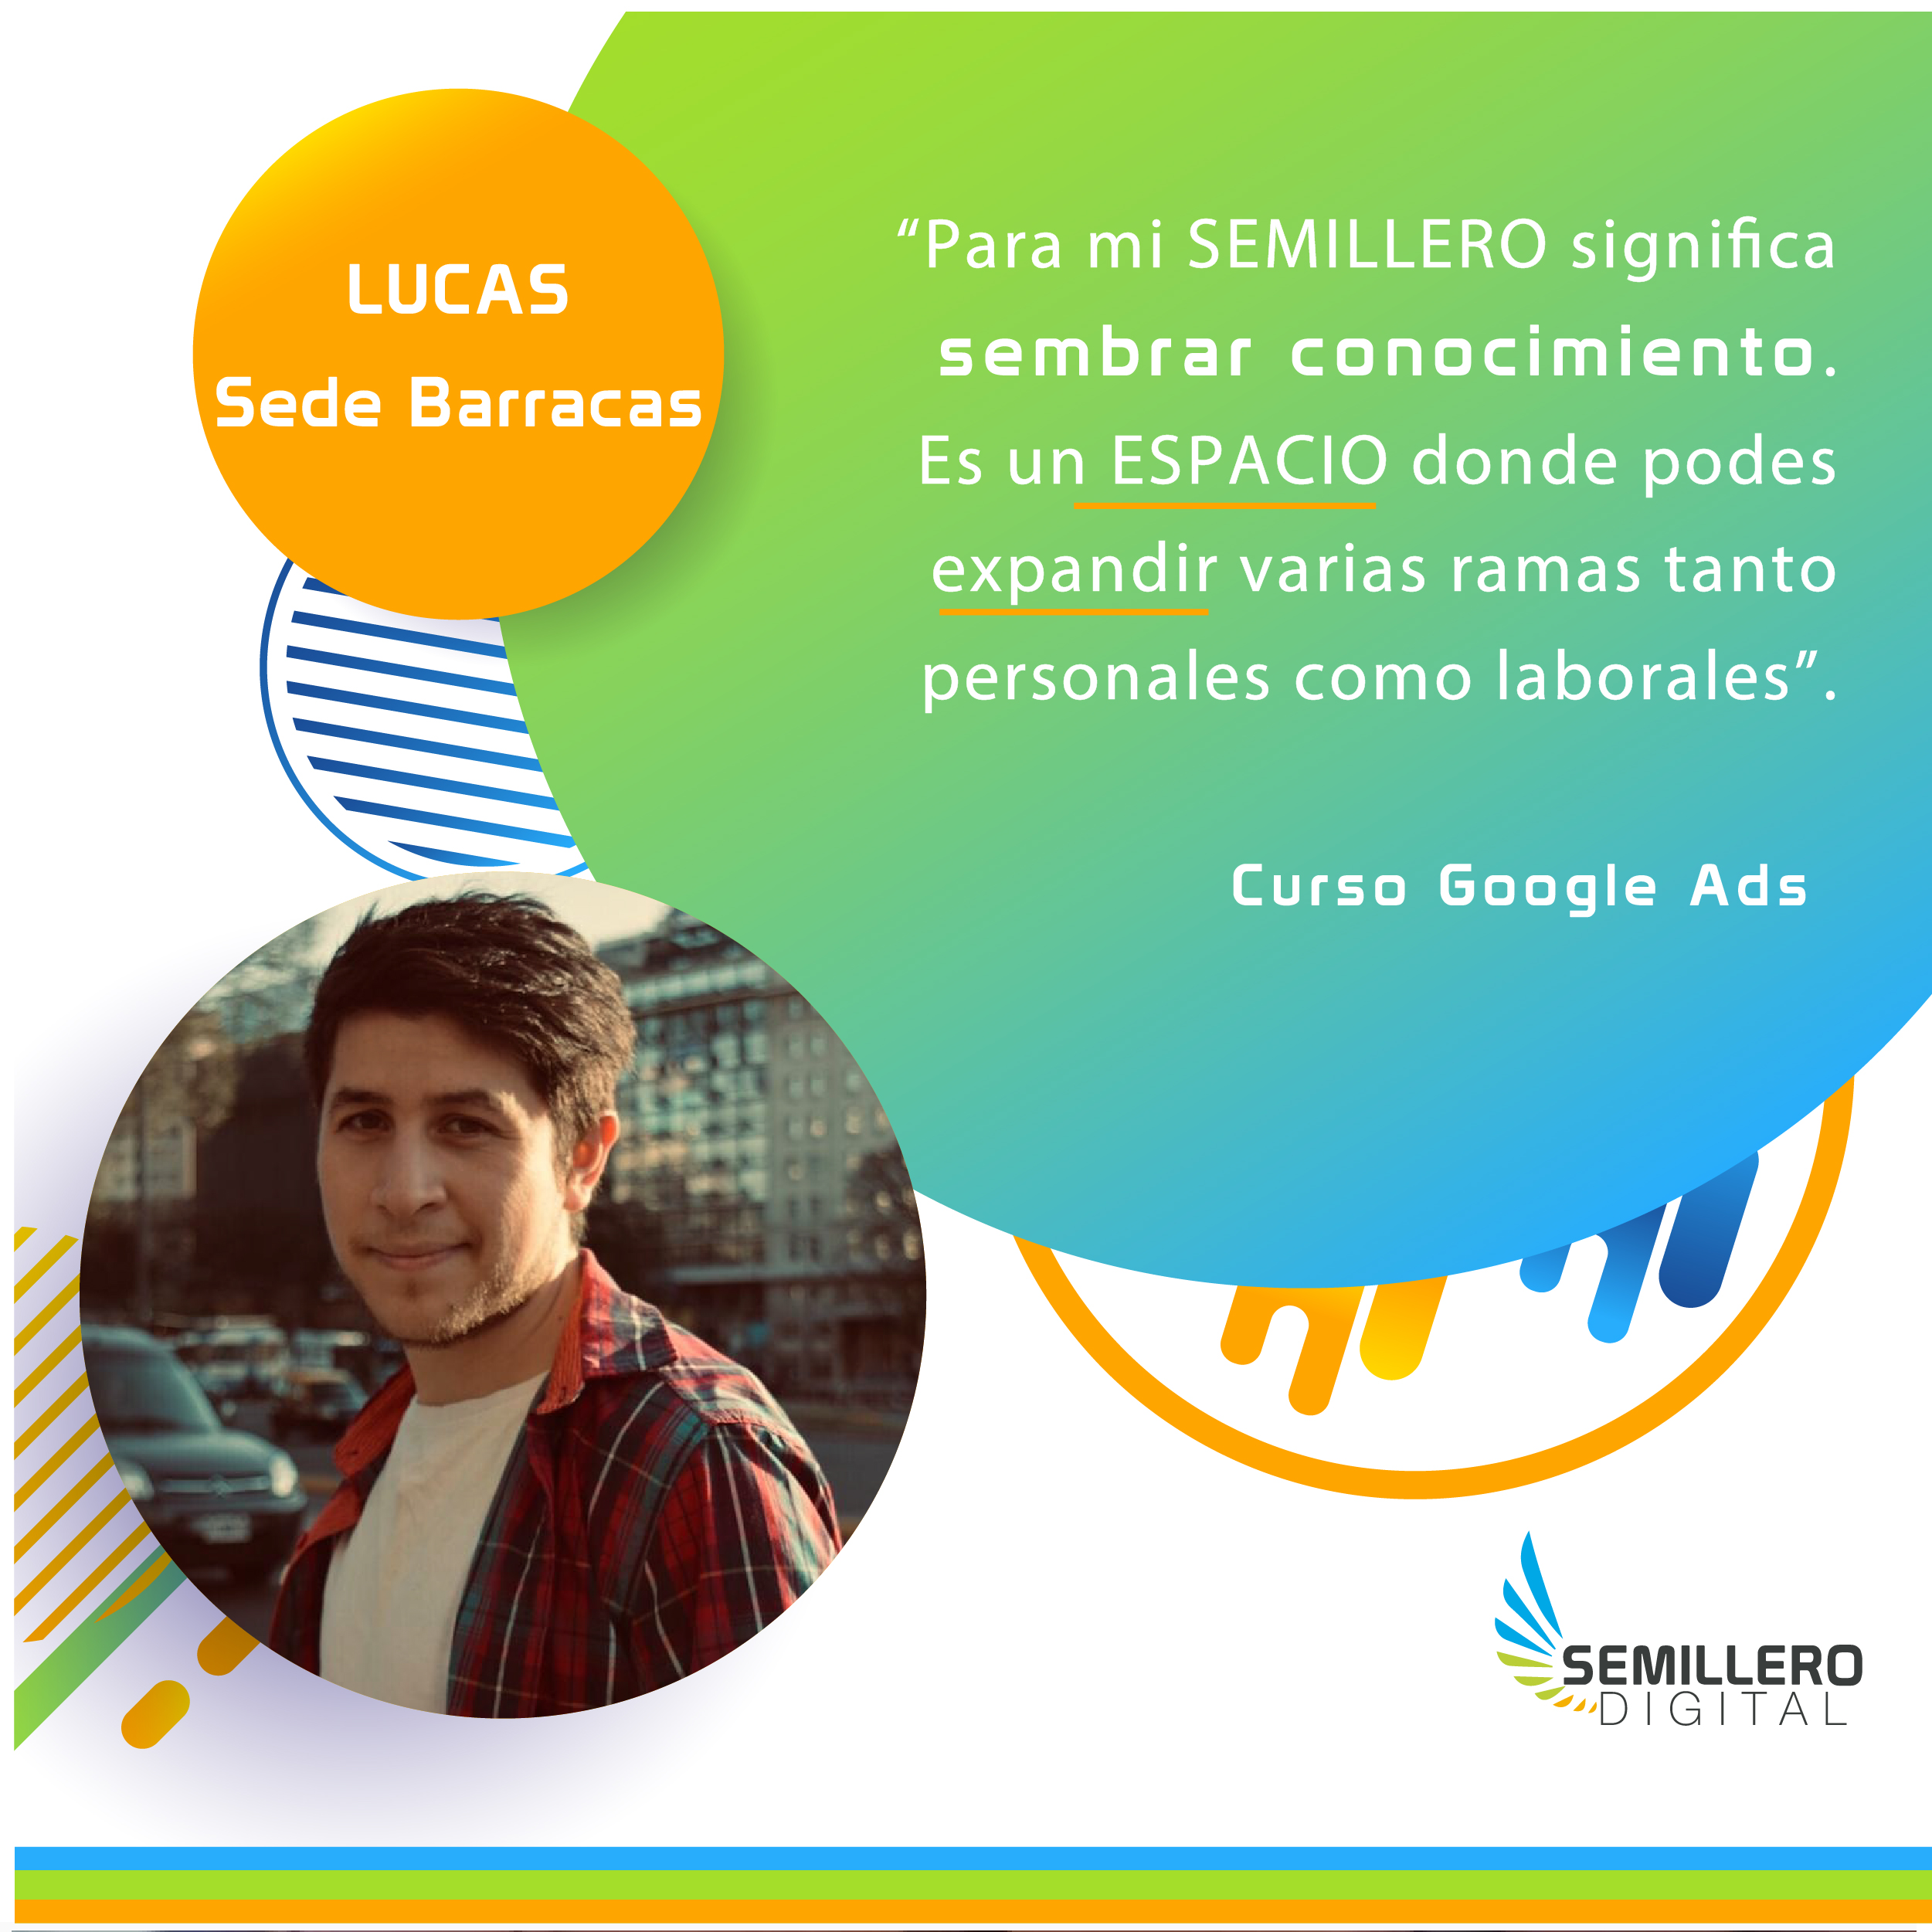 LUCAS
Sede Barracas
“Para mi SEMILLERO significa
sembrar conocimiento.
Es un ESPACIO donde podes
expandir varias ramas tanto
personales como laborales”.
Curso Google Ads
SEMILLERO
DIGITAL